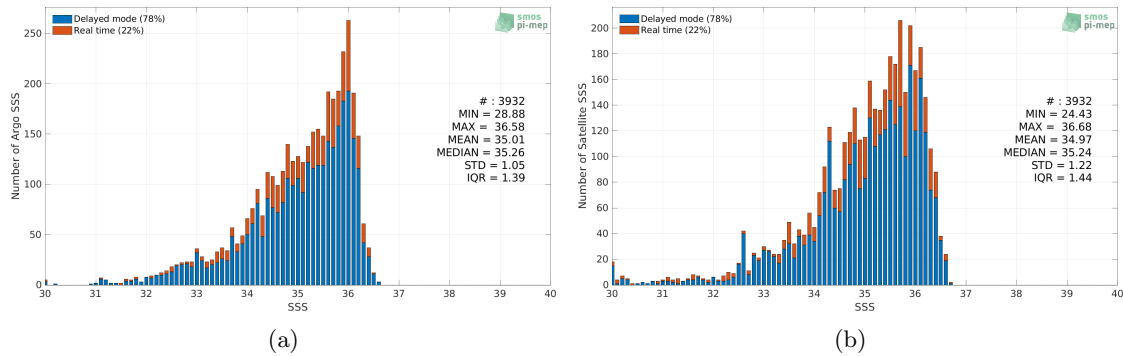 Delayed mode (78%)
Real time (22%)
smos
pi-mep
# : 3932
MIN = 28.88
MAX = 36.58
MEAN = 35.01
MEDIAN = 35.26
STD = 1.05
IQR = 1.39
Number of Argo SSS
250
200
150
100
50
0
30 31 32 33 34 35 36 37 38 39 40
SSS
(a)
Delayed mode (78%)
Real time (22%)
smos
pi-mep
# : 3932
MIN = 24.43
MAX = 36.68
MEAN = 34.97
MEDIAN = 35.24
STD = 1.22
IQR = 1.44
Number of Satellite SSS
200
180
160
140
120
100
80
60
40
20
0
30 31 32 33 34 35 36 37 38 39 40
SSS
(b)